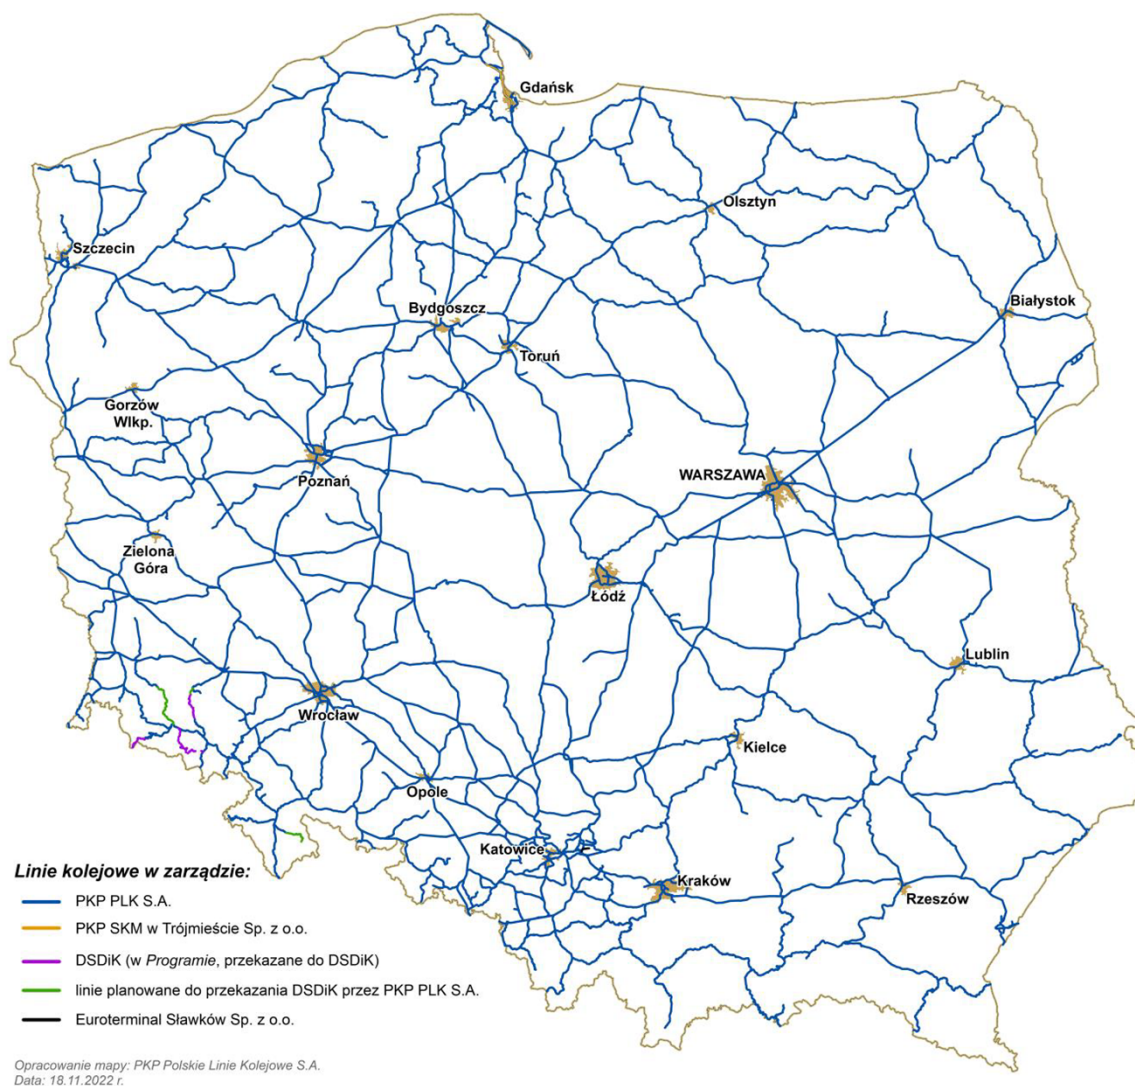 Gdańsk
Olsztyn
Szczecin
Białystok
Bydgoszcz
Toruń
Gorzów
Wlkp.
WARSZAWA
Poznań
Zielona
Góra
Łódź
Lublin
Wrocław
Kielce
Opole
Katowice
Kraków
Rzeszów
Linie kolejowe w zarządzie:
PKP PLK S.A.
PKP SKM w Trójmieście Sp. z o.o.
DSDiK (w Programie, przekazane do DSDiK)
linie planowane do przekazania DSDiK przez PKP PLK S.A.
Euroterminal Sławków Sp. z o.o.
Opracowanie mapy: PKP Polskie Linie Kolejowe S.A.
Data: 18.11.2022 r.